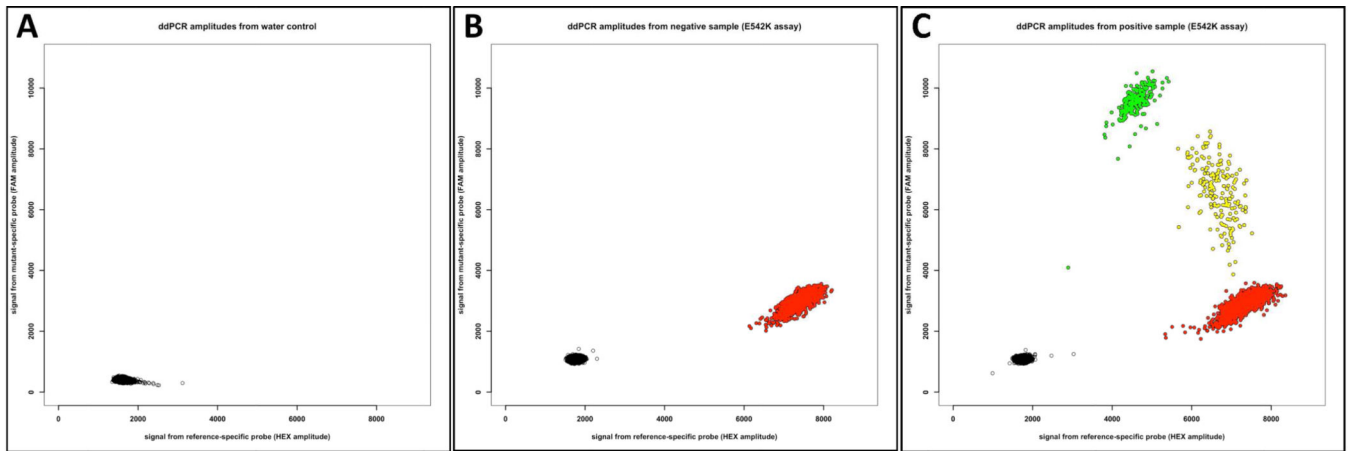 A
ddPCR amplitudes from water control
signal from mutant-specific probe (FAM amplitude)
10000
8000
6000
4000
2000
0
0 2000 4000 6000 8000
signal from reference-specific probe (HEX amplitude)
B
ddPCR amplitudes from negative sample (E542K assay)
signal from mutant-specific probe (FAM amplitude)
10000
8000
6000
4000
2000
0
0 2000 4000 6000 8000
signal from reference-specific probe (HEX amplitude)
C
ddPCR amplitudes from positive sample (E542K assay)
signal from mutant-specific probe (FAM amplitude)
10000
8000
6000
4000
2000
0
0 2000 4000 6000 8000
signal from reference-specific probe (HEX amplitude)